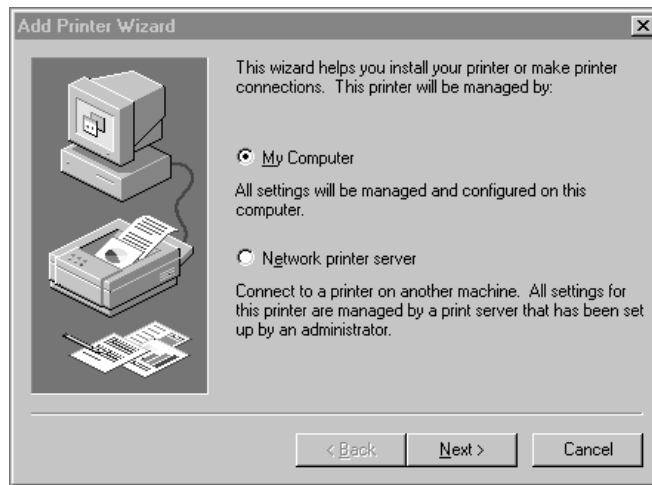 Add Printer Wizard
This wizard helps you install your printer or make printer
connections. This printer will be managed by:
My Computer
All settings will be managed and configured on this
computer.
Network printer server
Connect to a printer on another machine. All settings for
this printer are managed by a print server that has been set
up by an administrator.
< Back
Next >
Cancel